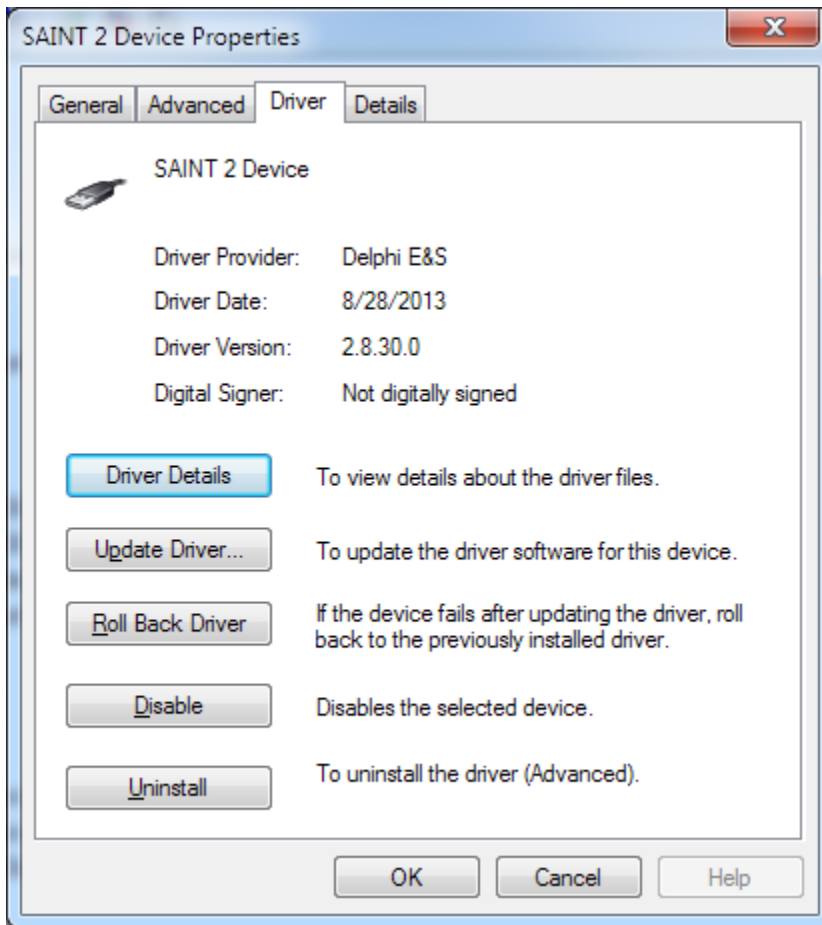 SAINT 2 Device Properties
General Advanced Driver Details
SAINT 2 Device
Driver Provider: Delphi E&S
Driver Date: 8/28/2013
Driver Version: 2.8.30.0
Digital Signer: Not digitally signed
Driver Details To view details about the driver files.
Update Driver... To update the driver software for this device.
Roll Back Driver If the device fails after updating the driver, roll
back to the previously installed driver.
Disable Disables the selected device.
Uninstall To uninstall the driver (Advanced).
OK Cancel Help